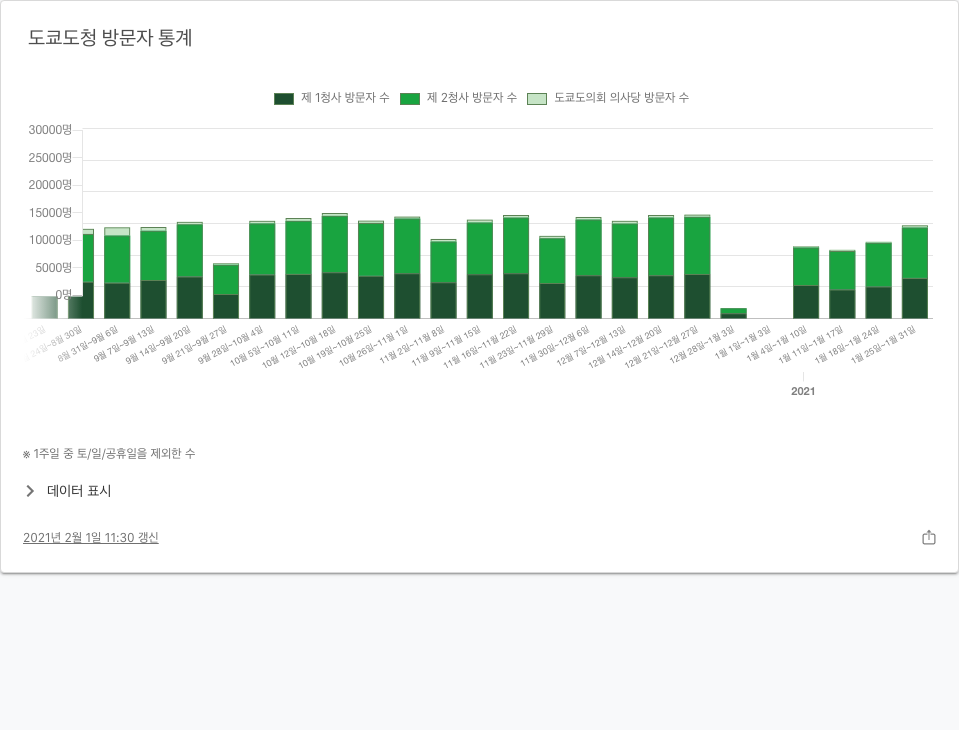 도쿄도청 방문자 통계
제 1청사 방문자 수 제 2청사 방문자 수 도쿄도의회 의사당 방문자 수
30000명
25000명
20000명
15000명
10000명
5000명
0명
8월 31일~9월 6일
9월 7일~9월 13일
9월 14일~9월 20일
9월 21일~9월 27일
9월 28일~10월 4일
10월 5일~10월 11일
10월 12일~10월 18일
10월 19일~10월 25일
10월 26일~11월 1일
11월 2일~11월 8일
11월 9일~11월 15일
11월 16일~11월 22일
11월 23일~11월 29일
11월 30일~12월 6일
12월 7일~12월 13일
12월 14일~12월 20일
12월 21일~12월 27일
12월 28일~1월 3일
1월 1일~1월 3일
1월 4일~1월 10일
1월 11일~1월 17일
1월 18일~1월 24일
1월 25일~1월 31일
2021
※ 1주일 중 토/일/공휴일을 제외한 수
데이터 표시
2021년 2월 1일 11:30 갱신